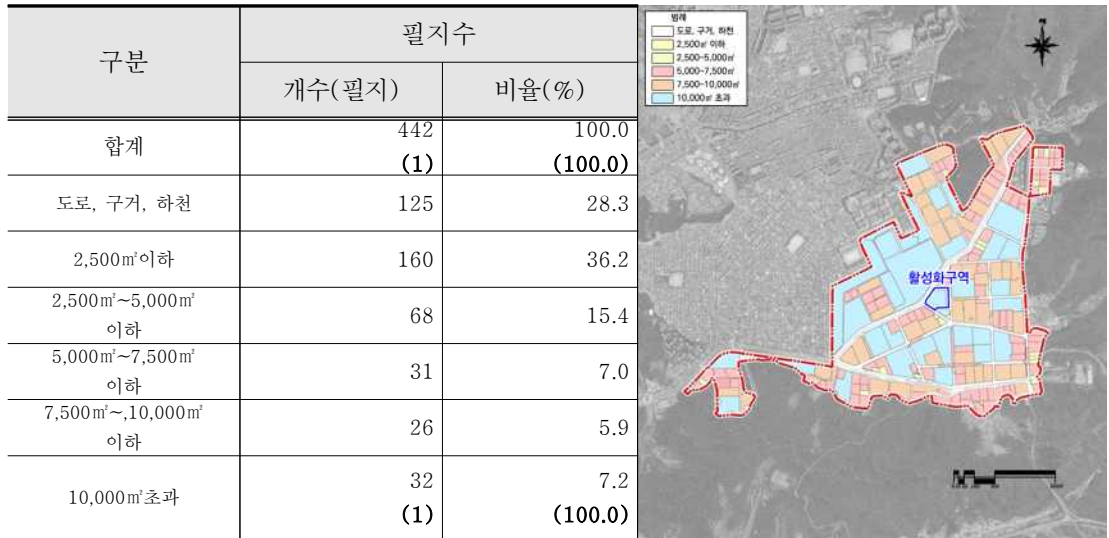 구분
필지수
개수(필지) 비율(%)
합계 442 100.0
(1) (100.0)
도로, 구거, 하천 125 28.3
2,500㎡이하 160 36.2
2,500㎡~5,000㎡
이하 68 15.4
5,000㎡~7,500㎡
이하 31 7.0
7,500㎡~,10,000㎡
이하 26 5.9
10,000㎡초과 32 7.2
(1) (100.0)
범례
도로, 구거, 하천
2,500㎡ 이하
2,500~5,000㎡
5,000~7,500㎡
7,500~10,000㎡
10,000㎡ 초과
활성화구역